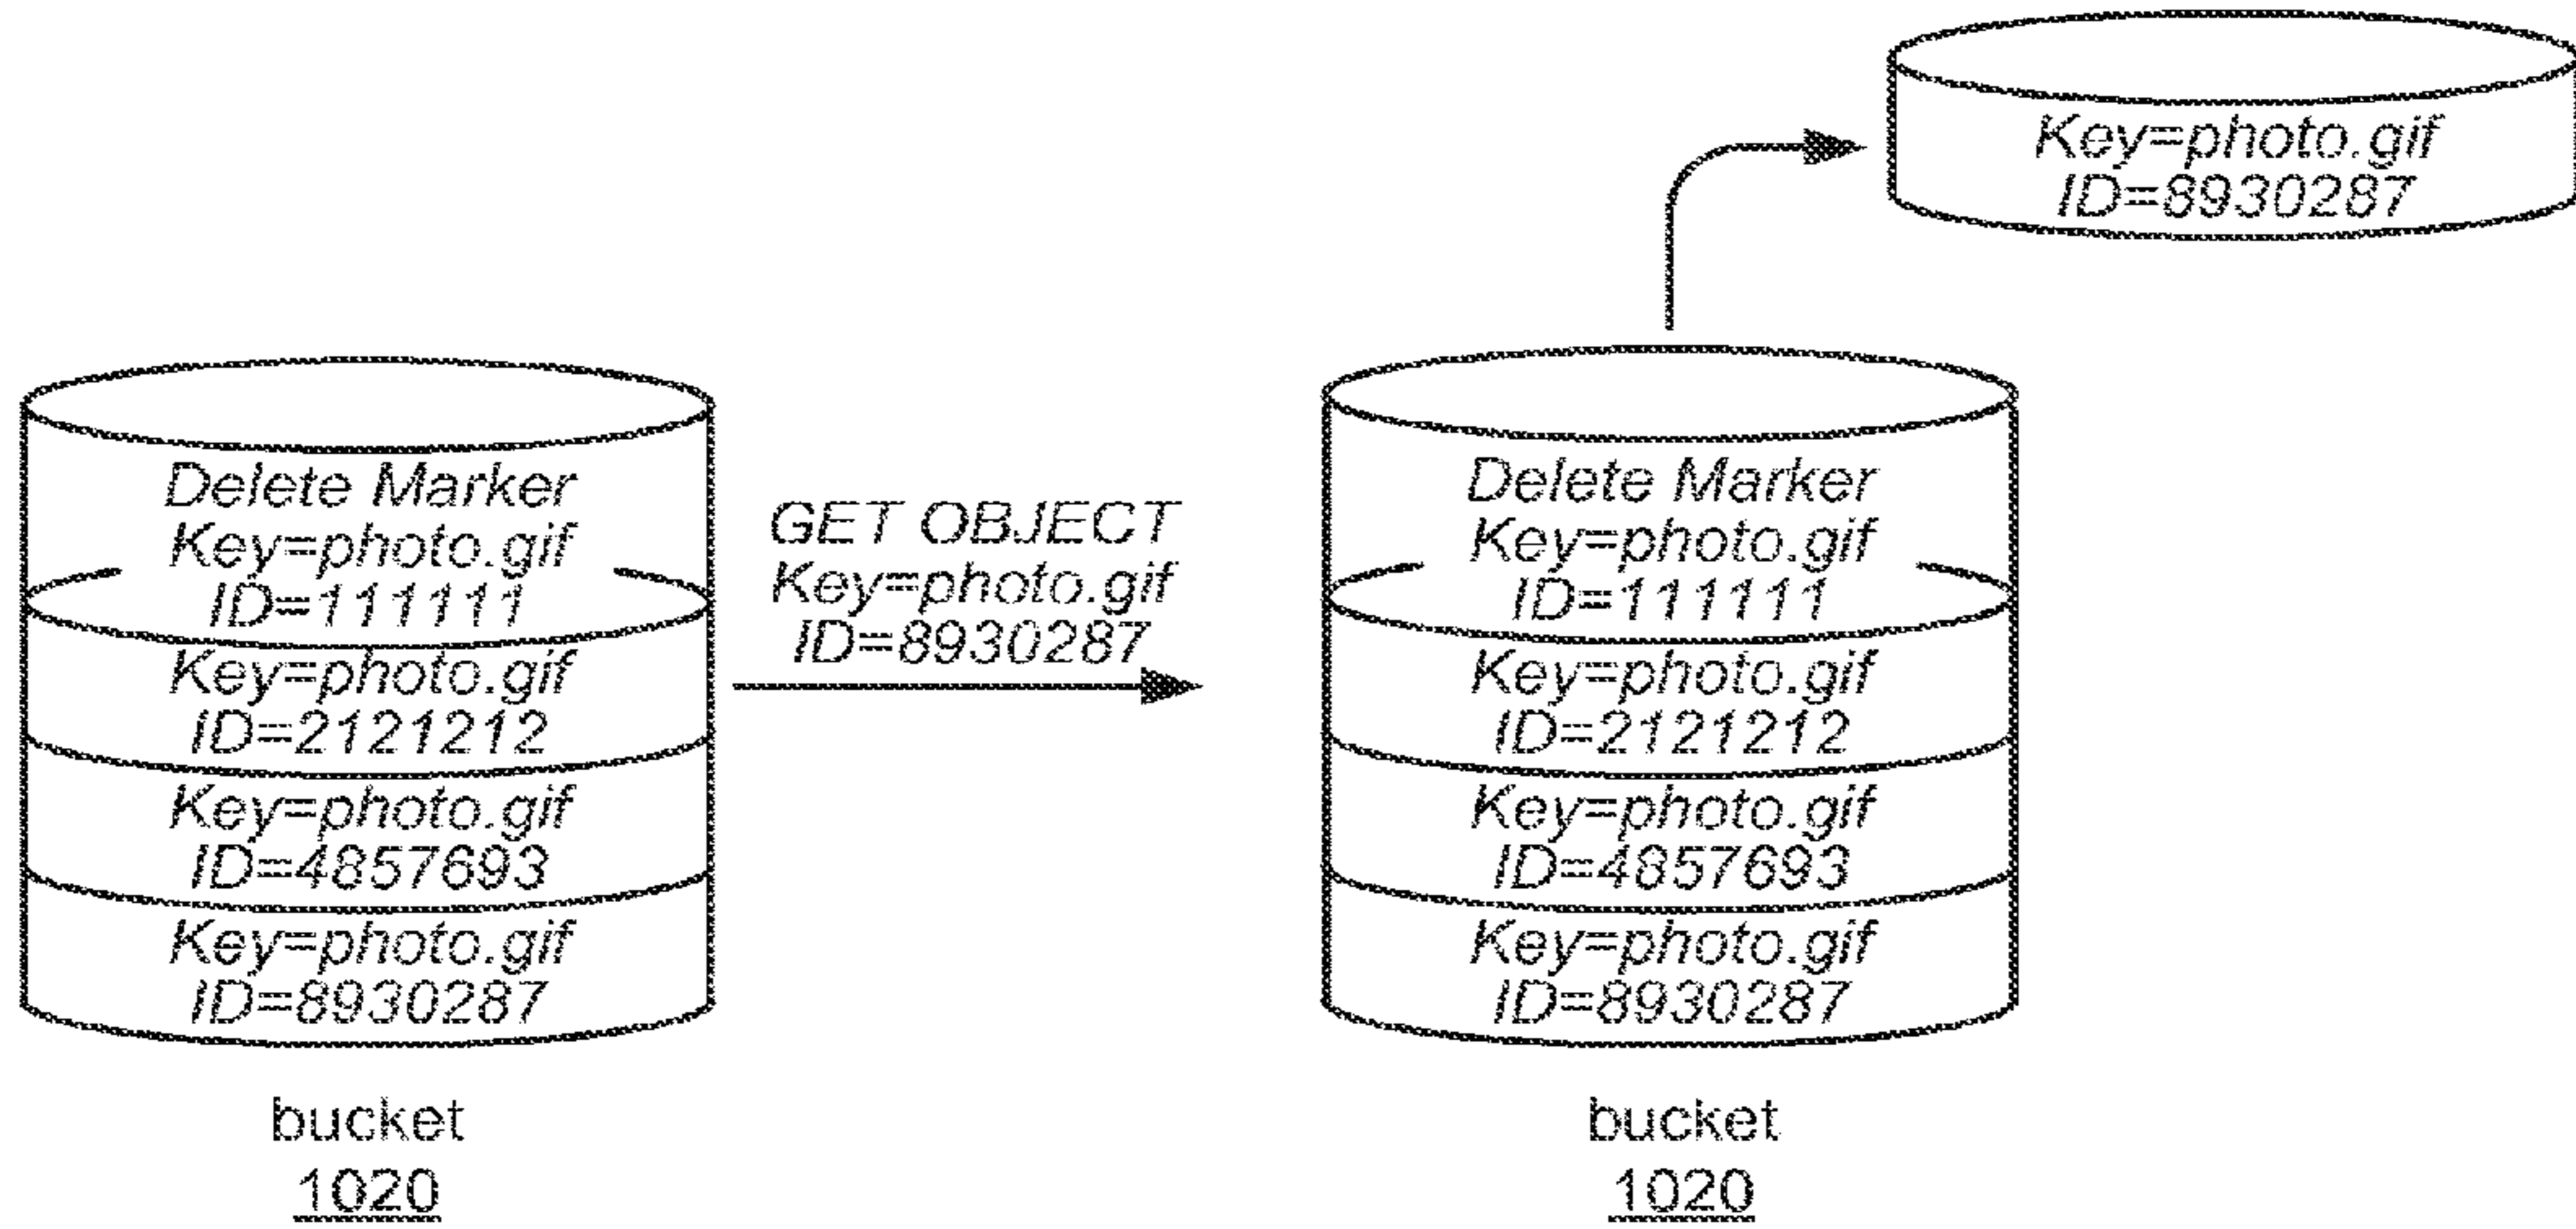 Key=photo.gif
ID=8930287
Delete Marker
Key=photo.gif
ID=111111
Key=photo.gif
ID=2121212
Key=photo.gif
ID=4857693
Key=photo.gif
ID=8930287
bucket
1020
GET OBJECT
Key=photo.gif
ID=8930287
Delete Marker
Key=photo.gif
ID=111111
Key=photo.gif
ID=2121212
Key=photo.gif
ID=4857693
Key=photo.gif
ID=8930287
bucket
1020